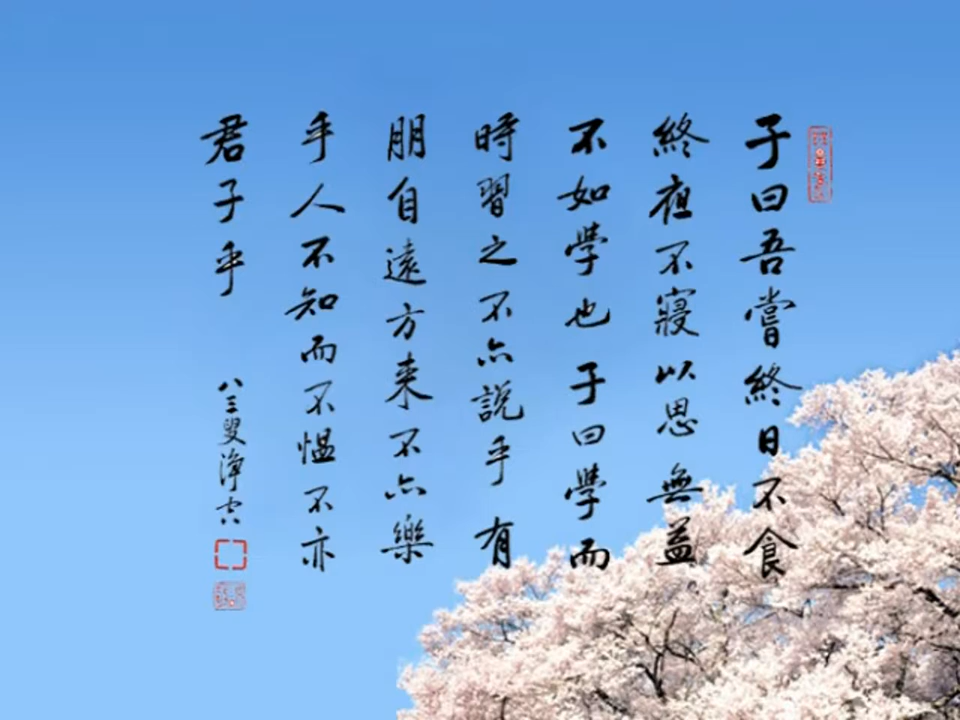 子曰吾嘗終日不食
終夜不寢以思無益
不如學也子曰學而
時習之不亦說乎有
朋自遠方来不亦樂
乎人不知而不愠不亦
君子乎
八三叟淨空